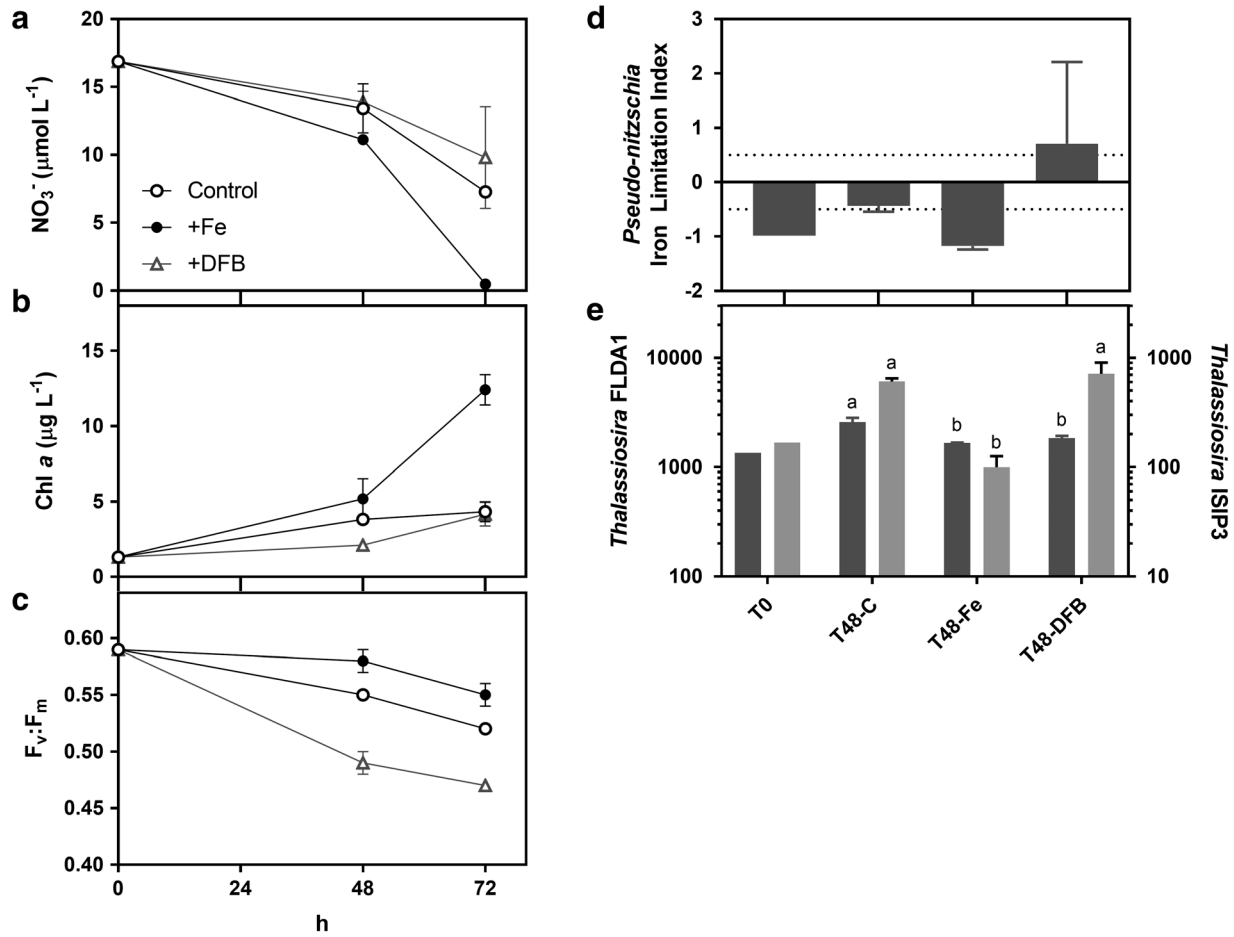 a
20
15
10
5
0
NO₃⁻ (µmol L⁻¹)
Control
+Fe
+DFB
b
15
10
5
0
Chl a (µg L⁻¹)
c
0.60
0.55
0.50
0.45
0.40
Fᵥ:Fₘ
0 24 48 72
h
d
3
2
1
0
-1
-2
Pseudo-nitzschia
Iron Limitation Index
e
10000
1000
100
Thalassiosira FLDA1
a a b b b a
1000
100
10
Thalassiosira ISIP3
T0 T48-C T48-Fe T48-DFB